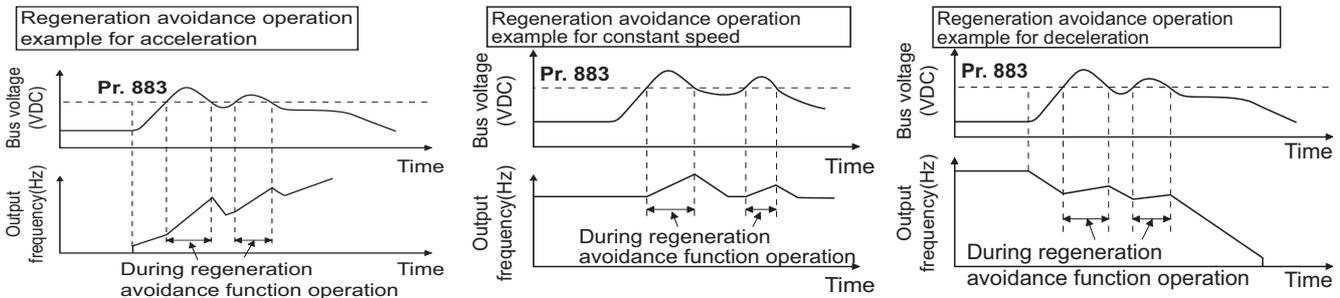 Regeneration avoidance operation
example for acceleration
Bus voltage
(VDC)
Pr. 883
Time
Output
frequency(Hz)
During regeneration
avoidance function operation
Time
Regeneration avoidance operation
example for constant speed
Bus voltage
(VDC)
Pr. 883
Time
Output
frequency(Hz)
During regeneration
avoidance function operation
Time
Regeneration avoidance operation
example for deceleration
Bus voltage
(VDC)
Pr. 883
Time
Output
frequency(Hz)
During regeneration
avoidance function operation
Time